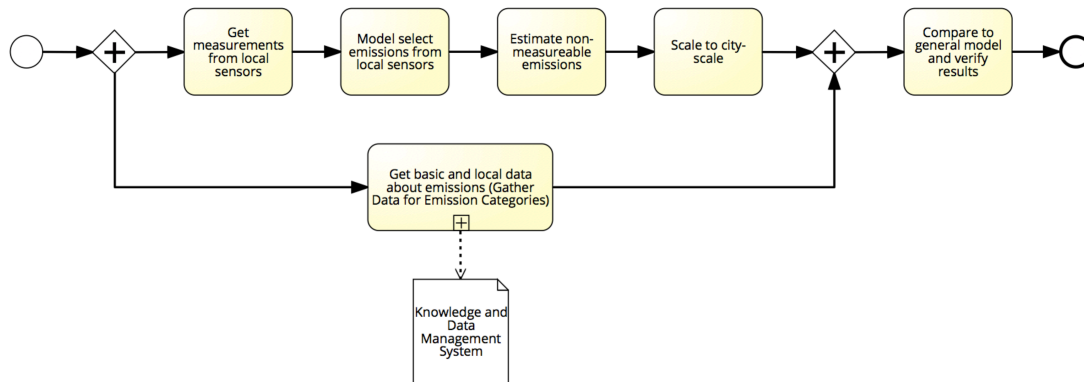 Get
measurements
from local
sensors
Model select
emissions from
local sensors
Estimate non-
measureable
emissions
Scale to city-
scale
Compare to
general model
and verify
results
Get basic and local data
about emissions (Gather
Data for Emission Categories)
Knowledge and
Data
Management
System